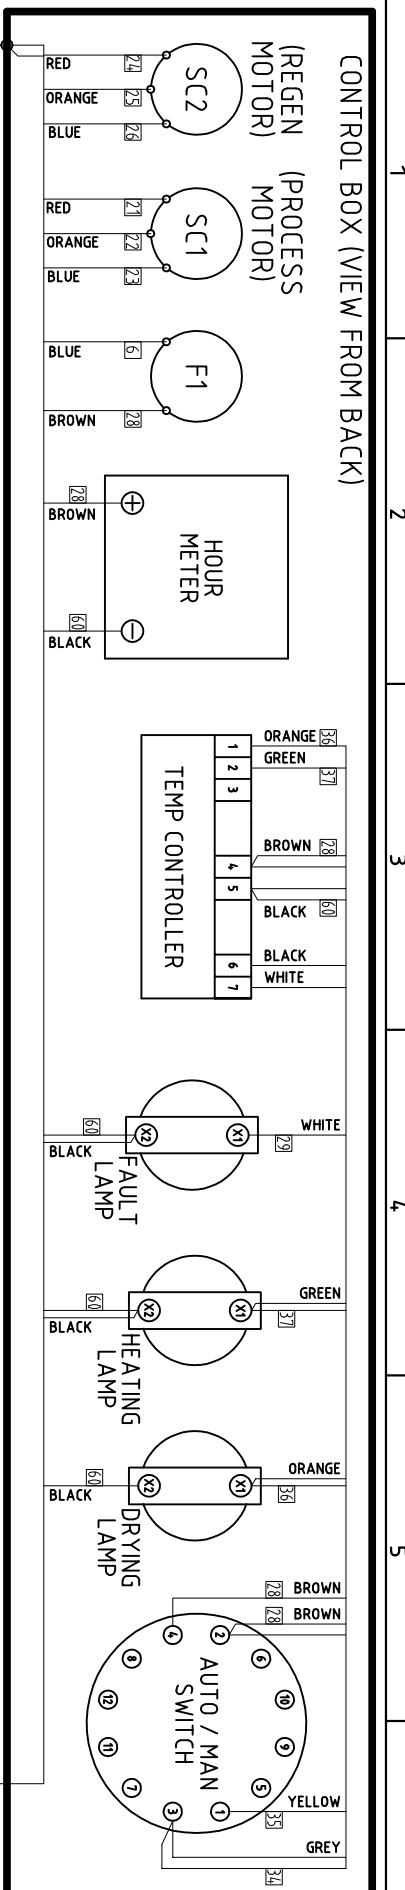 CONTROL BOX (VIEW FROM BACK)
1
2
3
4
5
(REGEN
MOTOR)
SC2
24
RED
25
ORANGE
26
BLUE
(PROCESS
MOTOR)
SC1
21
RED
22
ORANGE
23
BLUE
F1
6
BLUE
28
BROWN
HOUR
METER
+
28
BROWN
−
60
BLACK
TEMP CONTROLLER
1
2
3
4
5
6
7
ORANGE 36
GREEN 37
BROWN 28
BLACK 60
BLACK
WHITE
FAULT
LAMP
X2
X1
60
BLACK
WHITE
29
HEATING
LAMP
X2
X1
60
BLACK
GREEN
37
DRYING
LAMP
X2
X1
60
BLACK
ORANGE
36
28 BROWN
28 BROWN
AUTO / MAN
SWITCH
4
2
8
6
12
10
11
9
7
5
3
1
YELLOW
35
GREY
34